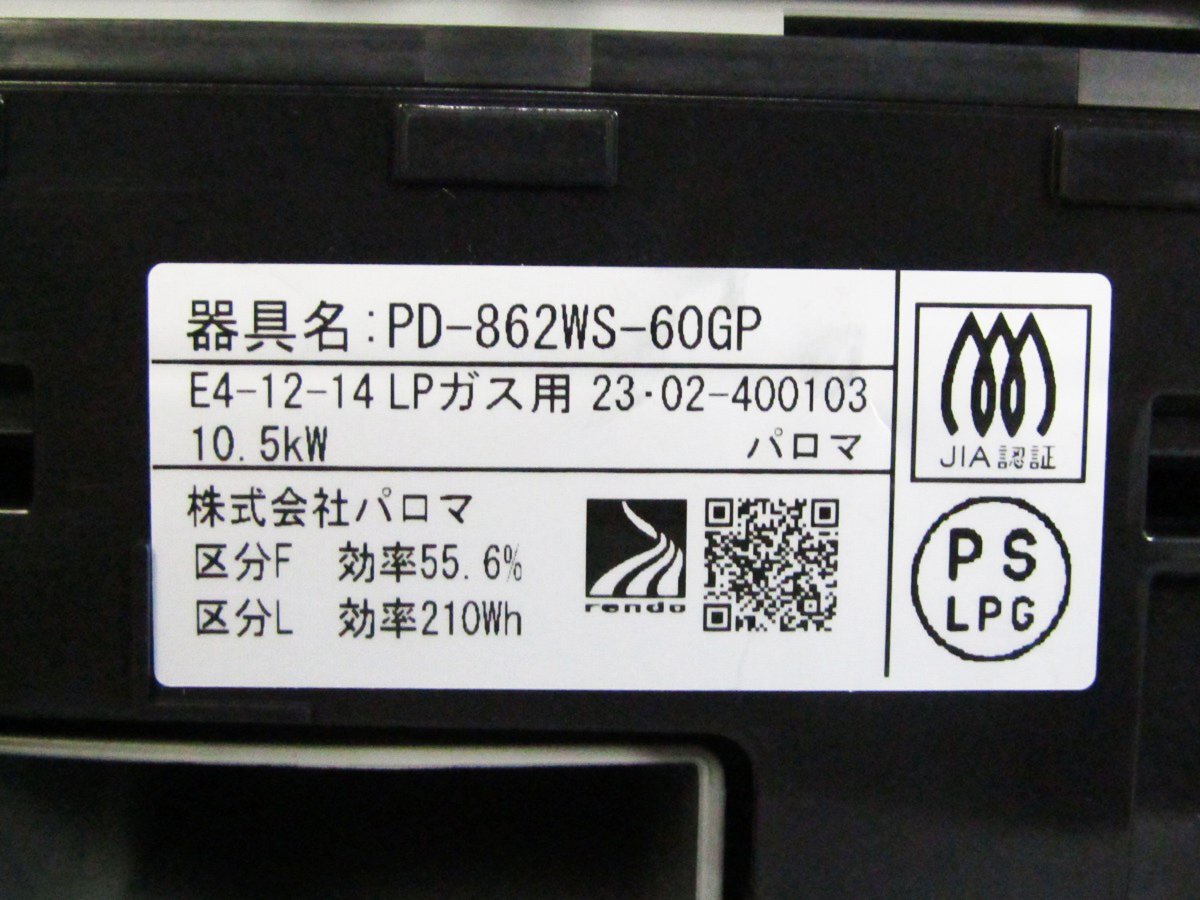 器具名:PD-862WS-60GP
E4-12-14 LPガス用 23・02-400103
10.5kW パロマ
株式会社パロマ
区分F 効率55.6%
区分L 効率210Wh
rendo
JIA認証
PS
LPG